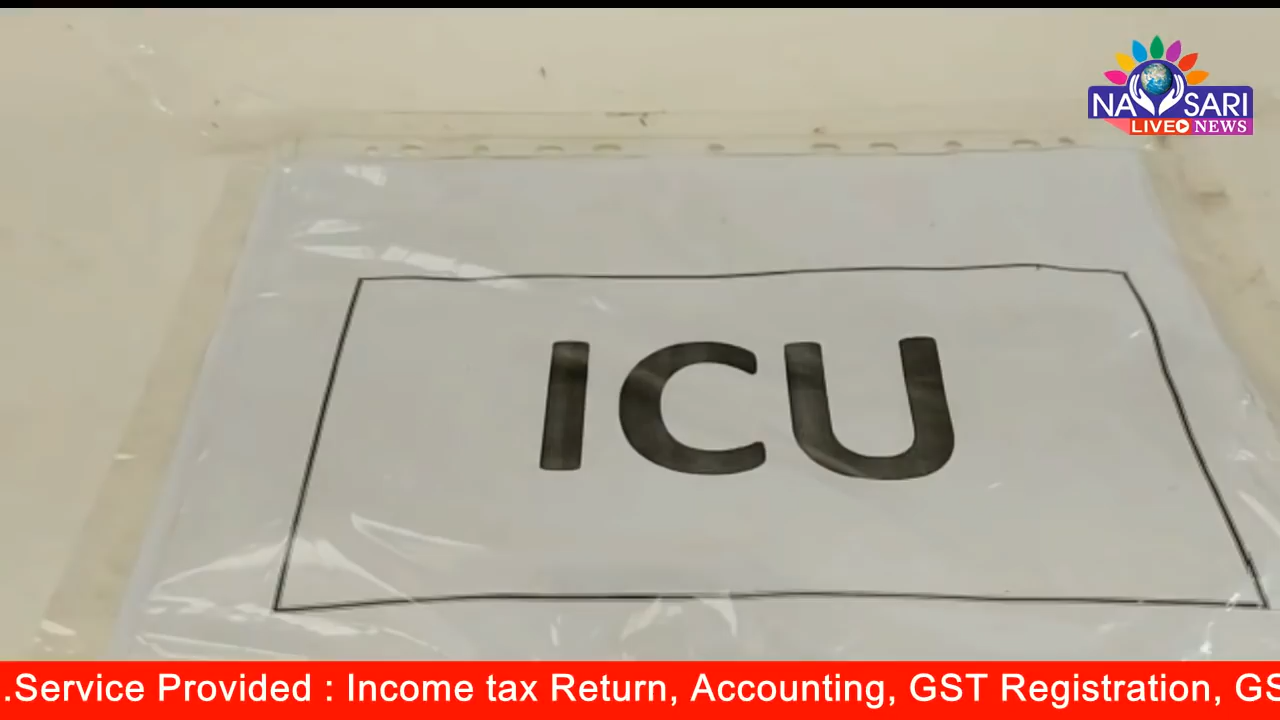 NAVSARI
LIVE NEWS
ICU
.Service Provided : Income tax Return, Accounting, GST Registration, GS